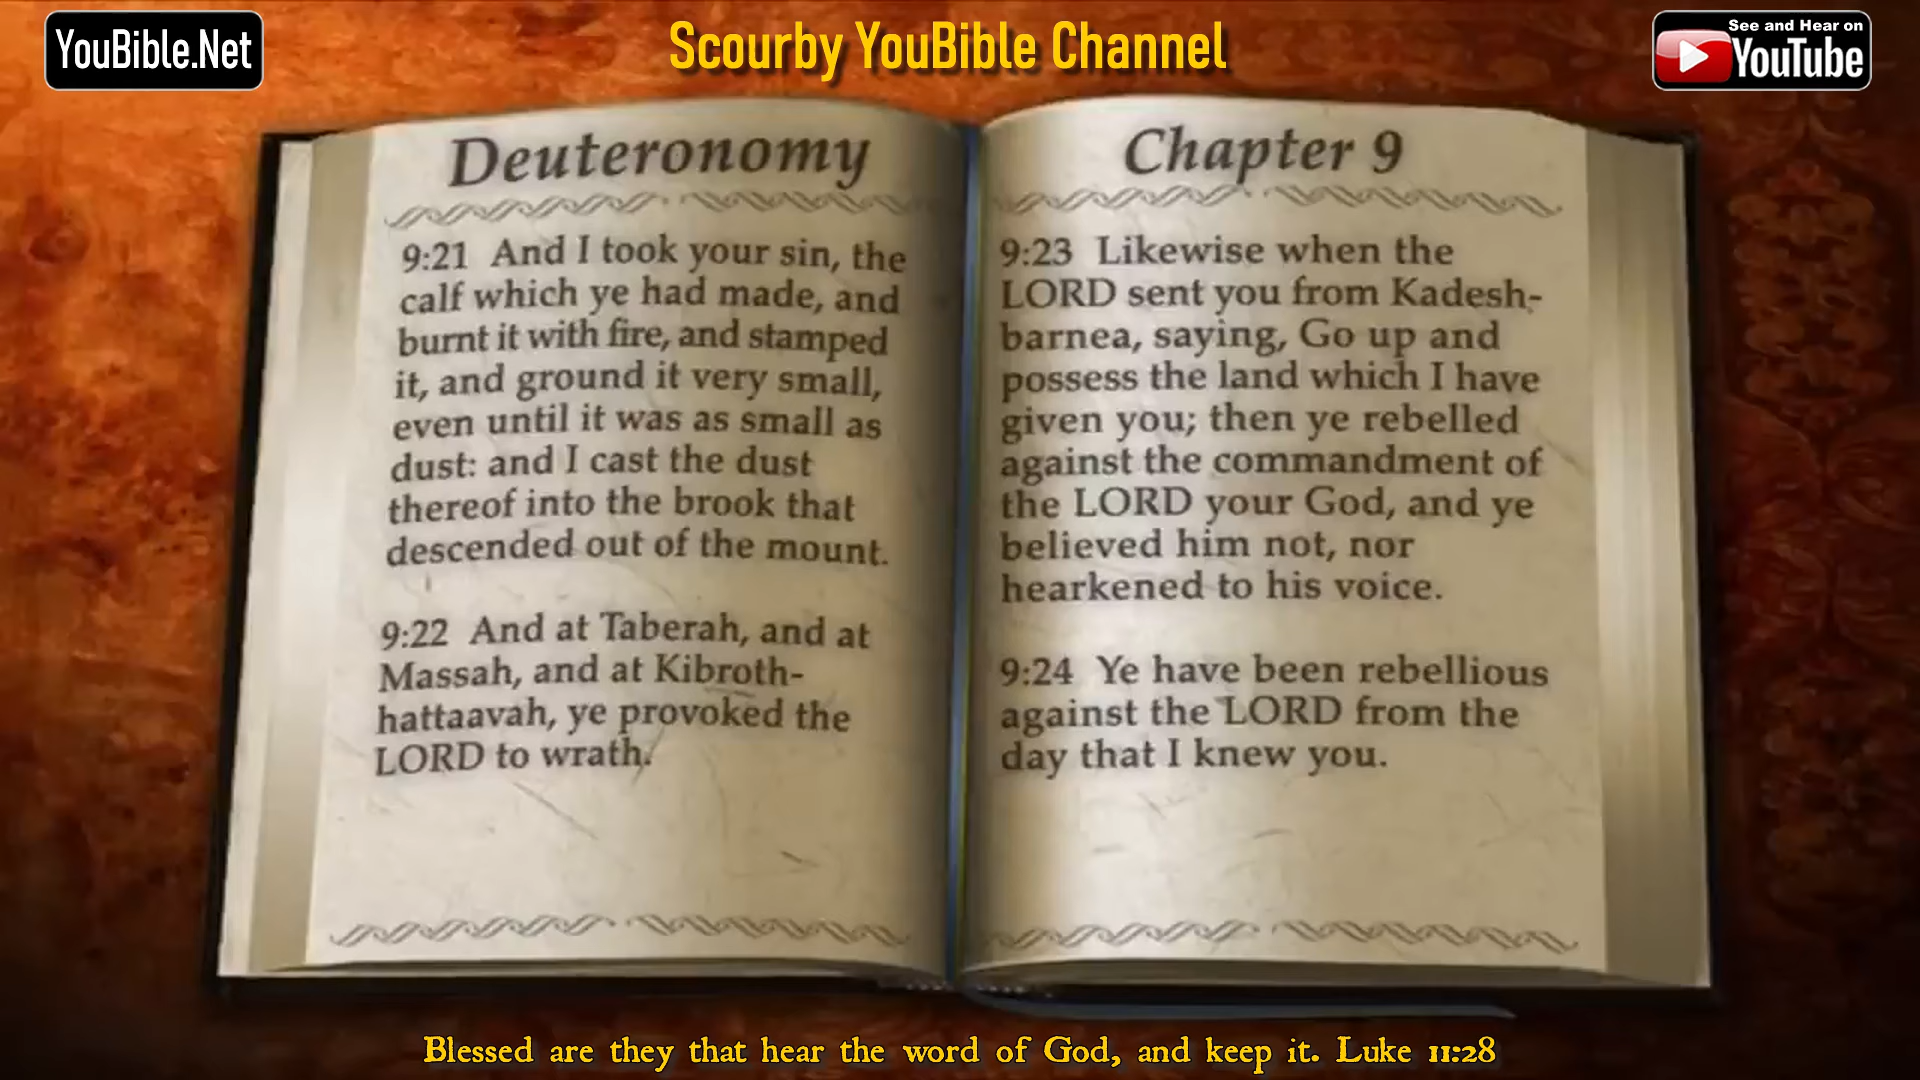 YouBible.Net
Scourby YouBible Channel
See and Hear on
YouTube
Deuteronomy
Chapter 9
9:21 And I took your sin, the
calf which ye had made, and
burnt it with fire, and stamped
it, and ground it very small,
even until it was as small as
dust: and I cast the dust
thereof into the brook that
descended out of the mount.
9:22 And at Taberah, and at
Massah, and at Kibroth-
hattaavah, ye provoked the
LORD to wrath.
9:23 Likewise when the
LORD sent you from Kadesh-
barnea, saying, Go up and
possess the land which I have
given you; then ye rebelled
against the commandment of
the LORD your God, and ye
believed him not, nor
hearkened to his voice.
9:24 Ye have been rebellious
against the LORD from the
day that I knew you.
Blessed are they that hear the word of God, and keep it. Luke 11:28